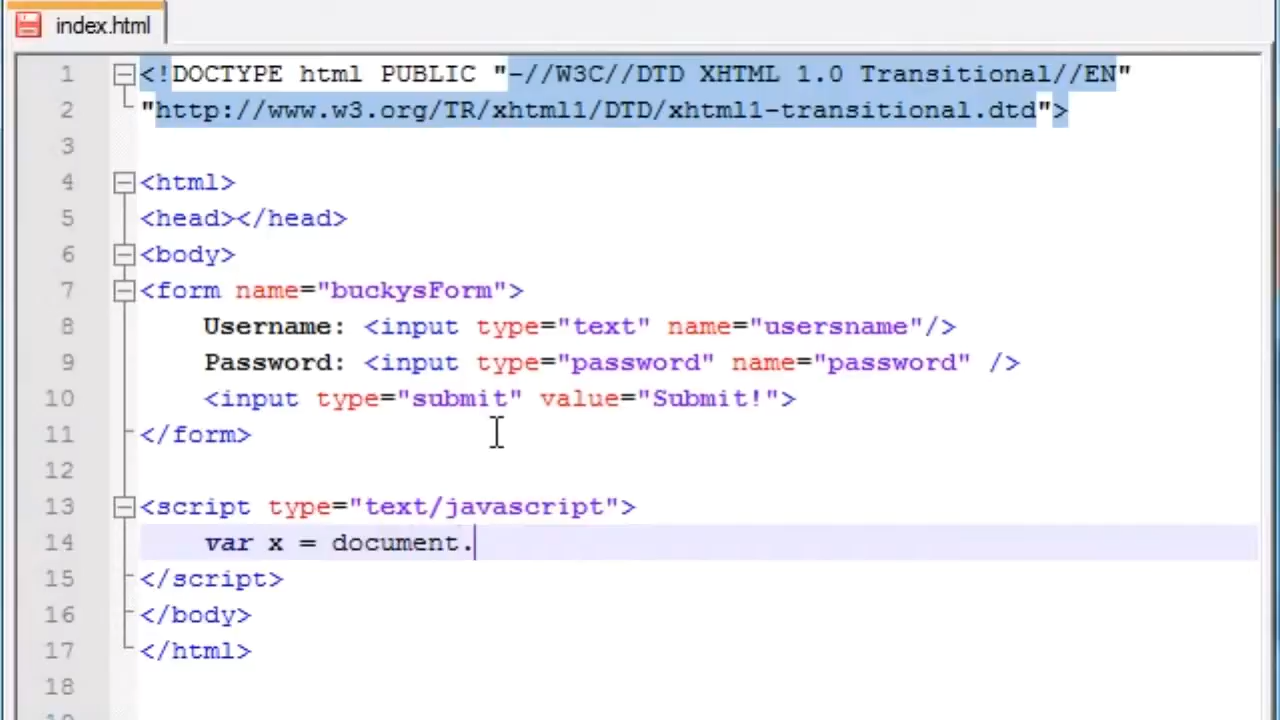 index.html
1 <!DOCTYPE html PUBLIC "-//W3C//DTD XHTML 1.0 Transitional//EN"
2 "http://www.w3.org/TR/xhtml1/DTD/xhtml1-transitional.dtd">
3
4 <html>
5 <head></head>
6 <body>
7 <form name="buckysForm">
8 Username: <input type="text" name="usersname"/>
9 Password: <input type="password" name="password" />
10 <input type="submit" value="Submit!">
11 </form>
12
13 <script type="text/javascript">
14 var x = document.
15 </script>
16 </body>
17 </html>
18